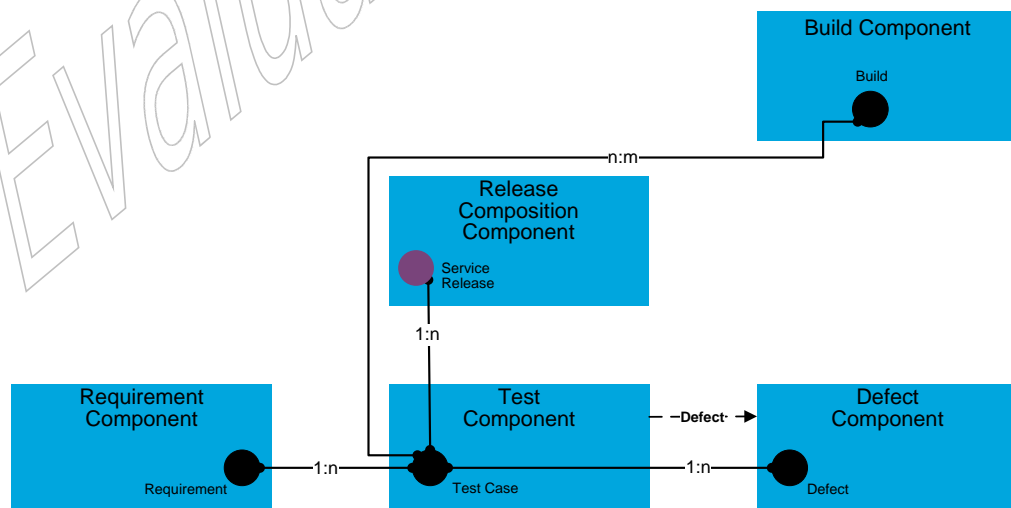 Build Component
Build
n:m
Release
Composition
Component
Service
Release
1:n
Requirement
Component
Test
Component
Defect
Component
Defect
1:n
1:n
Requirement
Test Case
Defect